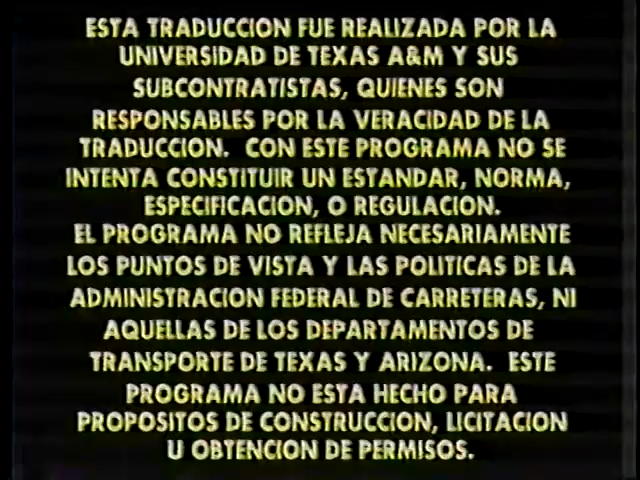 ESTA TRADUCCION FUE REALIZADA POR LA
UNIVERSIDAD DE TEXAS A&M Y SUS
SUBCONTRATISTAS, QUIENES SON
RESPONSABLES POR LA VERACIDAD DE LA
TRADUCCION. CON ESTE PROGRAMA NO SE
INTENTA CONSTITUIR UN ESTANDAR, NORMA,
ESPECIFICACION, O REGULACION.
EL PROGRAMA NO REFLEJA NECESARIAMENTE
LOS PUNTOS DE VISTA Y LAS POLITICAS DE LA
ADMINISTRACION FEDERAL DE CARRETERAS, NI
AQUELLAS DE LOS DEPARTAMENTOS DE
TRANSPORTE DE TEXAS Y ARIZONA. ESTE
PROGRAMA NO ESTA HECHO PARA
PROPOSITOS DE CONSTRUCCION, LICITACION
U OBTENCION DE PERMISOS.